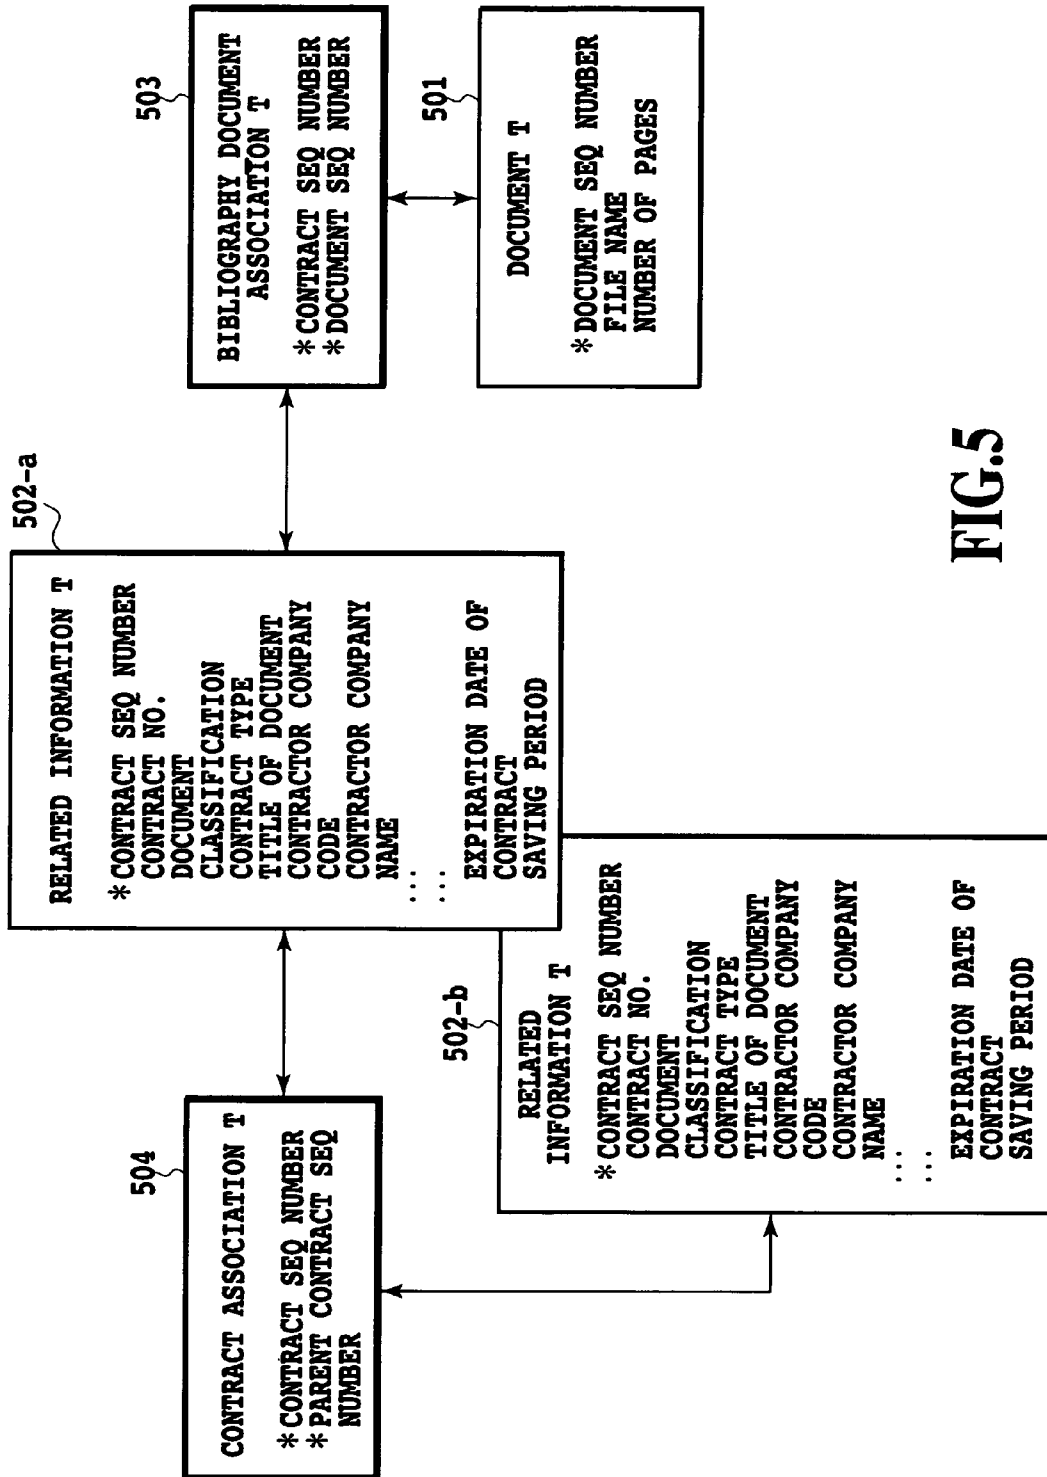 504
CONTRACT ASSOCIATION T
*CONTRACT SEQ NUMBER
*PARENT CONTRACT SEQ
NUMBER
502-a
RELATED INFORMATION T
*CONTRACT SEQ NUMBER
CONTRACT NO.
DOCUMENT
CLASSIFICATION
CONTRACT TYPE
TITLE OF DOCUMENT
CONTRACTOR COMPANY
CODE
CONTRACTOR COMPANY
NAME
...
...
EXPIRATION DATE OF
CONTRACT
SAVING PERIOD
503
BIBLIOGRAPHY DOCUMENT
ASSOCIATION T
*CONTRACT SEQ NUMBER
*DOCUMENT SEQ NUMBER
501
DOCUMENT T
*DOCUMENT SEQ NUMBER
FILE NAME
NUMBER OF PAGES
502-b
RELATED
INFORMATION T
*CONTRACT SEQ NUMBER
CONTRACT NO.
DOCUMENT
CLASSIFICATION
CONTRACT TYPE
TITLE OF DOCUMENT
CONTRACTOR COMPANY
CODE
CONTRACTOR COMPANY
NAME
...
...
EXPIRATION DATE OF
CONTRACT
SAVING PERIOD
FIG.5